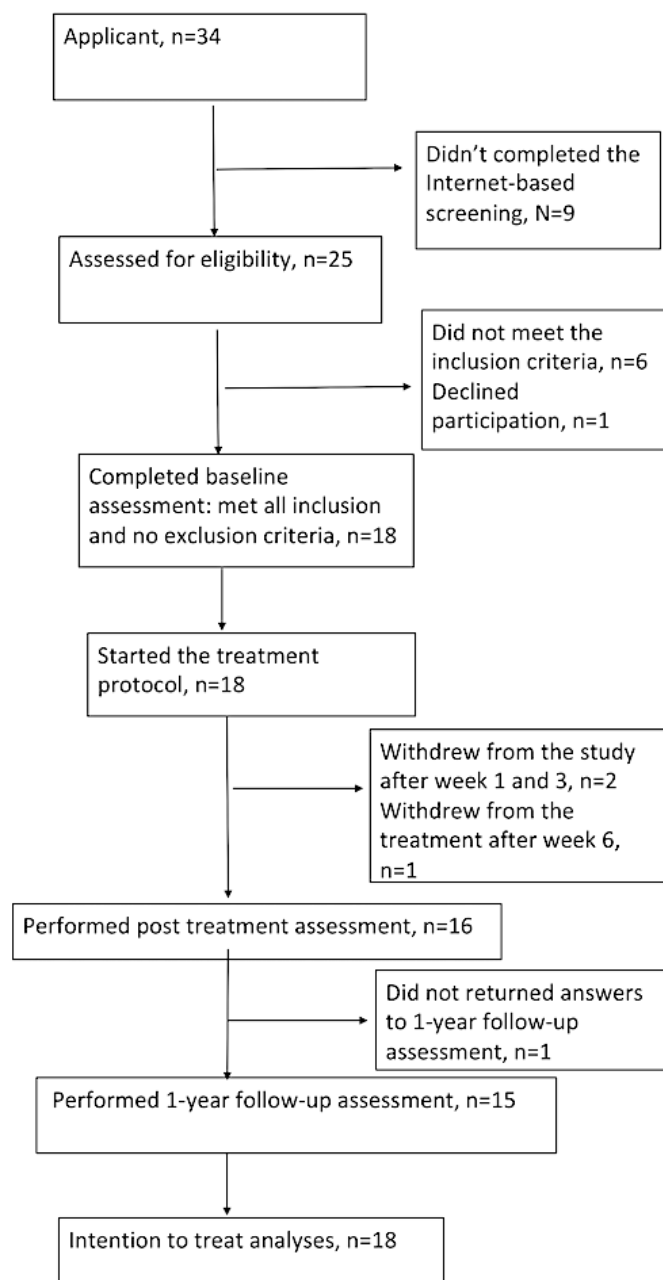 Applicant, n=34
Didn’t completed the
Internet-based
screening, N=9
Assessed for eligibility, n=25
Did not meet the
inclusion criteria, n=6
Declined
participation, n=1
Completed baseline
assessment: met all inclusion
and no exclusion criteria, n=18
Started the treatment
protocol, n=18
Withdrew from the study
after week 1 and 3, n=2
Withdrew from the
treatment after week 6,
n=1
Performed post treatment assessment, n=16
Did not returned answers
to 1-year follow-up
assessment, n=1
Performed 1-year follow-up assessment, n=15
Intention to treat analyses, n=18